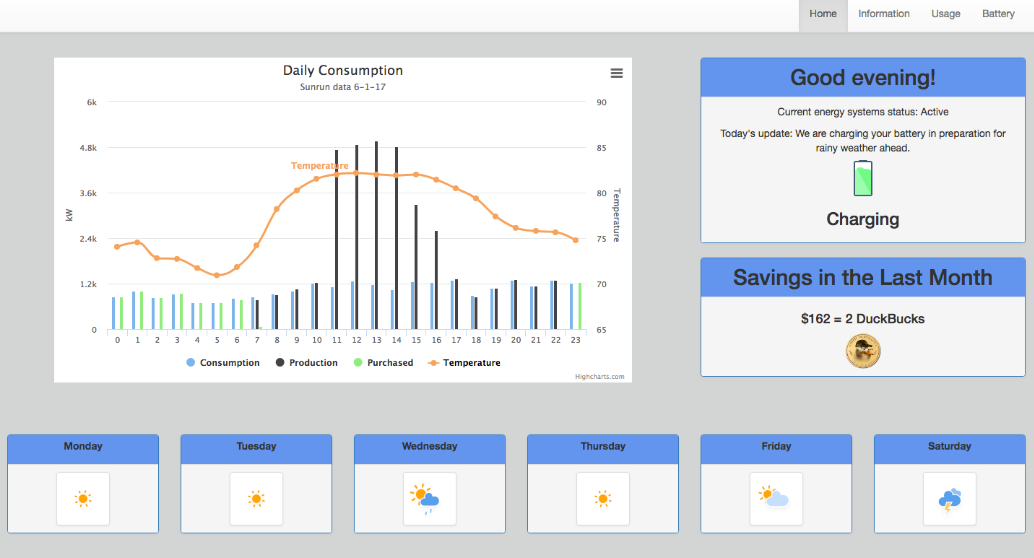 Home Information Usage Battery
Daily Consumption
Sunrun data 6-1-17
6k
4.8k
3.6k
2.4k
1.2k
0
kW
90
85
80
75
70
65
Temperature
Temperature
0 1 2 3 4 5 6 7 8 9 10 11 12 13 14 15 16 17 18 19 20 21 22 23
Consumption Production Purchased Temperature
Highcharts.com
Good evening!
Current energy systems status: Active
Today's update: We are charging your battery in preparation for
rainy weather ahead.
Charging
Savings in the Last Month
$162 = 2 DuckBucks
Monday
Tuesday
Wednesday
Thursday
Friday
Saturday